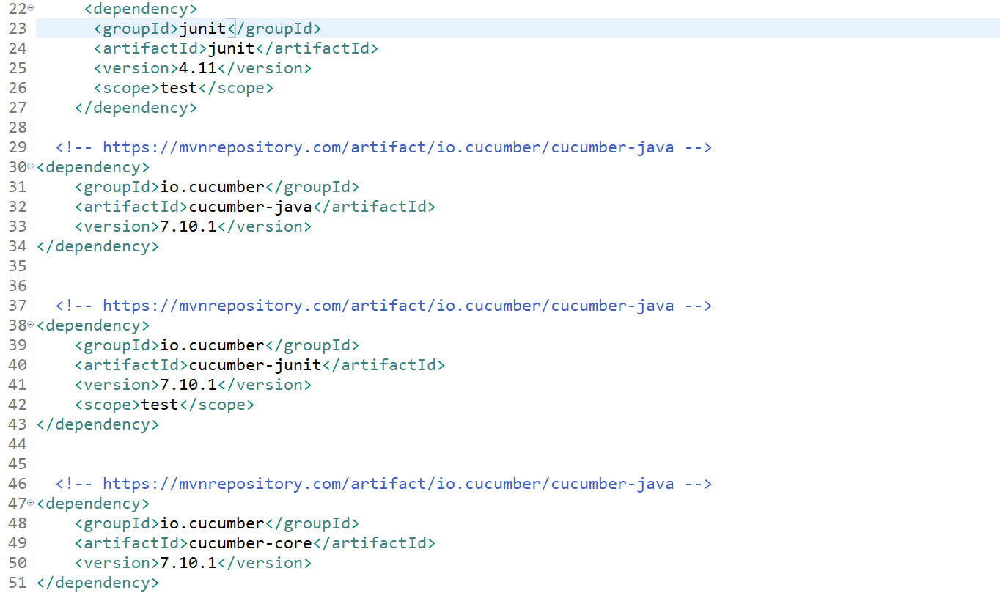 22 <dependency>
23 <groupId>junit</groupId>
24 <artifactId>junit</artifactId>
25 <version>4.11</version>
26 <scope>test</scope>
27 </dependency>
28
29 <!-- https://mvnrepository.com/artifact/io.cucumber/cucumber-java -->
30 <dependency>
31 <groupId>io.cucumber</groupId>
32 <artifactId>cucumber-java</artifactId>
33 <version>7.10.1</version>
34 </dependency>
35
36
37 <!-- https://mvnrepository.com/artifact/io.cucumber/cucumber-java -->
38 <dependency>
39 <groupId>io.cucumber</groupId>
40 <artifactId>cucumber-junit</artifactId>
41 <version>7.10.1</version>
42 <scope>test</scope>
43 </dependency>
44
45
46 <!-- https://mvnrepository.com/artifact/io.cucumber/cucumber-java -->
47 <dependency>
48 <groupId>io.cucumber</groupId>
49 <artifactId>cucumber-core</artifactId>
50 <version>7.10.1</version>
51 </dependency>